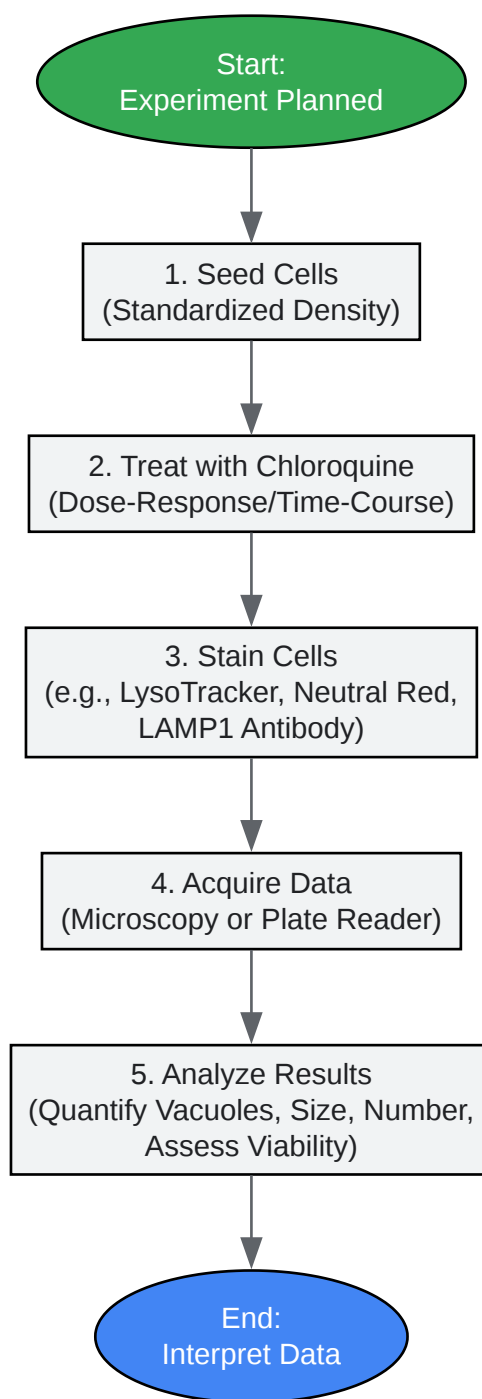 Start:
Experiment Planned
1. Seed Cells
(Standardized Density)
2. Treat with Chloroquine
(Dose-Response/Time-Course)
3. Stain Cells
(e.g., LysoTracker, Neutral Red,
LAMP1 Antibody)
4. Acquire Data
(Microscopy or Plate Reader)
5. Analyze Results
(Quantify Vacuoles, Size, Number,
Assess Viability)
End:
Interpret Data